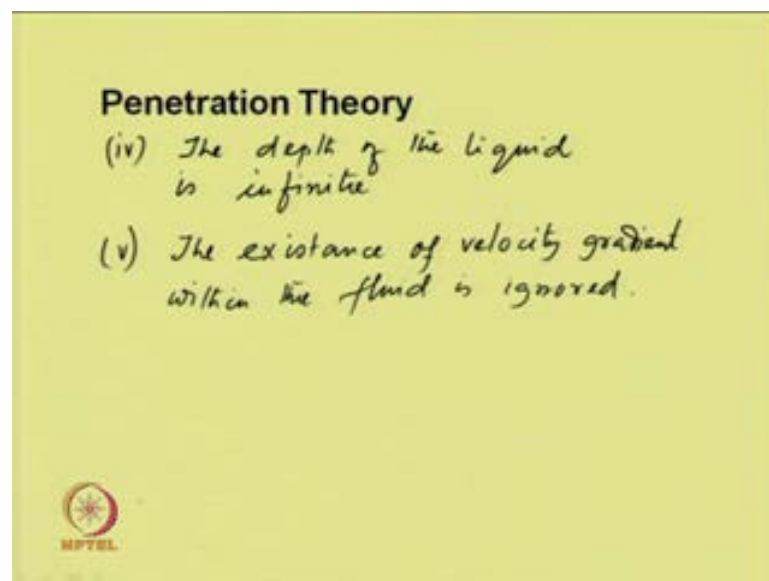 Penetration Theory
(iv) The depth of the liquid
is infinite
(v) The existance of velocity gradient
within the fluid is ignored.
NPTEL